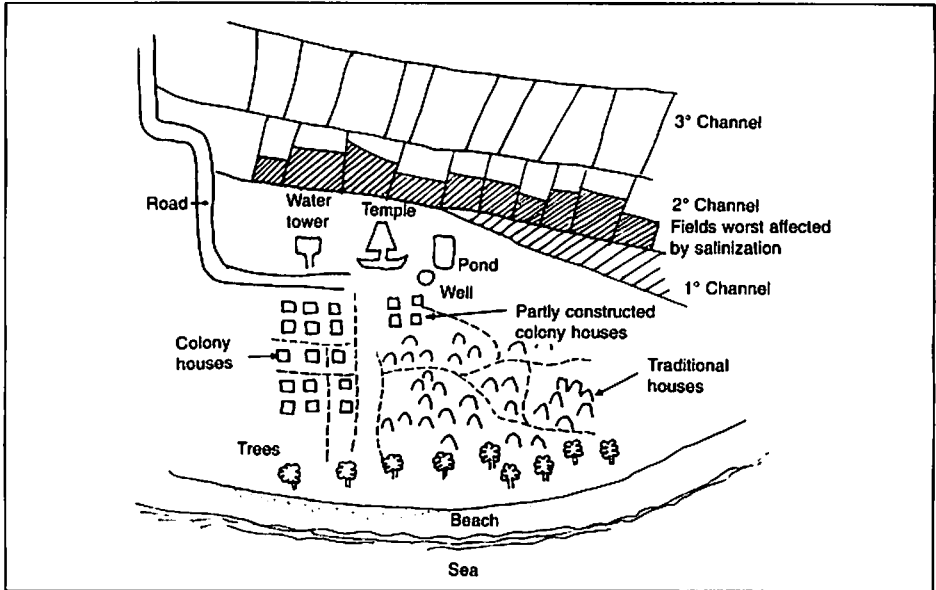 3° Channel
Road
Water
tower
Temple
2° Channel
Fields worst affected
by salinization
Pond
1° Channel
Well
Partly constructed
colony houses
Colony
houses
Traditional
houses
Trees
Beach
Sea